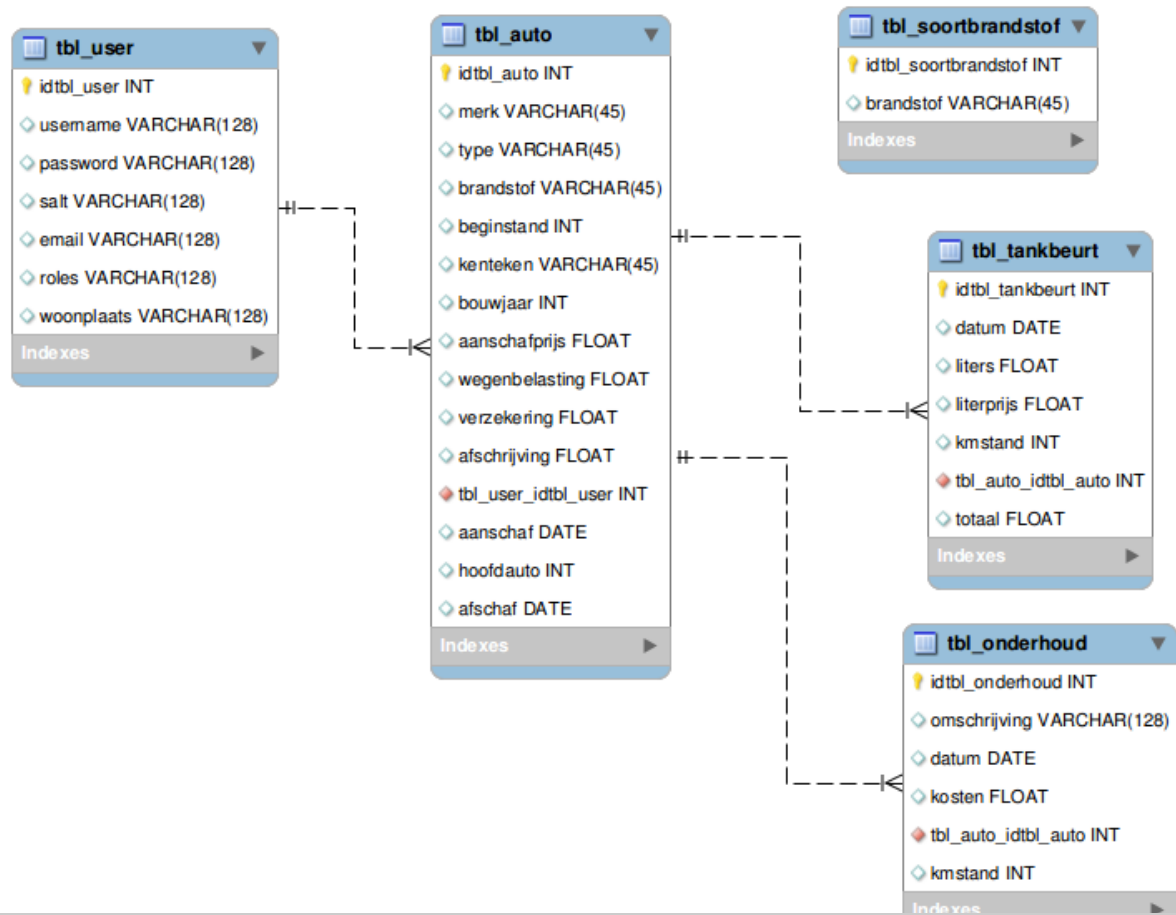 tbl_user
idtbl_user INT
username VARCHAR(128)
password VARCHAR(128)
salt VARCHAR(128)
email VARCHAR(128)
roles VARCHAR(128)
woonplaats VARCHAR(128)
Indexes
tbl_auto
idtbl_auto INT
merk VARCHAR(45)
type VARCHAR(45)
brandstof VARCHAR(45)
beginstand INT
kenteken VARCHAR(45)
bouwjaar INT
aanschafprijs FLOAT
wegenbelasting FLOAT
verzekering FLOAT
afschrijving FLOAT
tbl_user_idtbl_user INT
aanschaf DATE
hoofdauto INT
afschaf DATE
Indexes
tbl_soortbrandstof
idtbl_soortbrandstof INT
brandstof VARCHAR(45)
Indexes
tbl_tankbeurt
idtbl_tankbeurt INT
datum DATE
liters FLOAT
literprijs FLOAT
kmstand INT
tbl_auto_idtbl_auto INT
totaal FLOAT
Indexes
tbl_onderhoud
idtbl_onderhoud INT
omschrijving VARCHAR(128)
datum DATE
kosten FLOAT
tbl_auto_idtbl_auto INT
kmstand INT
Indexes